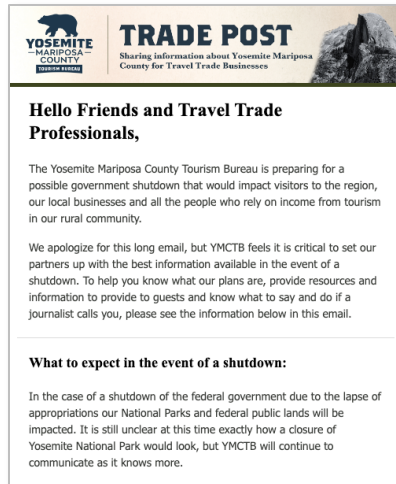 YOSEMITE
MARIPOSA
COUNTY
TOURISM BUREAU
TRADE POST
Sharing information about Yosemite Mariposa
County for Travel Trade Businesses
Hello Friends and Travel Trade
Professionals,
The Yosemite Mariposa County Tourism Bureau is preparing for a
possible government shutdown that would impact visitors to the region,
our local businesses and all the people who rely on income from tourism
in our rural community.
We apologize for this long email, but YMCTB feels it is critical to set our
partners up with the best information available in the event of a
shutdown. To help you know what our plans are, provide resources and
information to provide to guests and know what to say and do if a
journalist calls you, please see the information below in this email.
What to expect in the event of a shutdown:
In the case of a shutdown of the federal government due to the lapse of
appropriations our National Parks and federal public lands will be
impacted. It is still unclear at this time exactly how a closure of
Yosemite National Park would look, but YMCTB will continue to
communicate as it knows more.